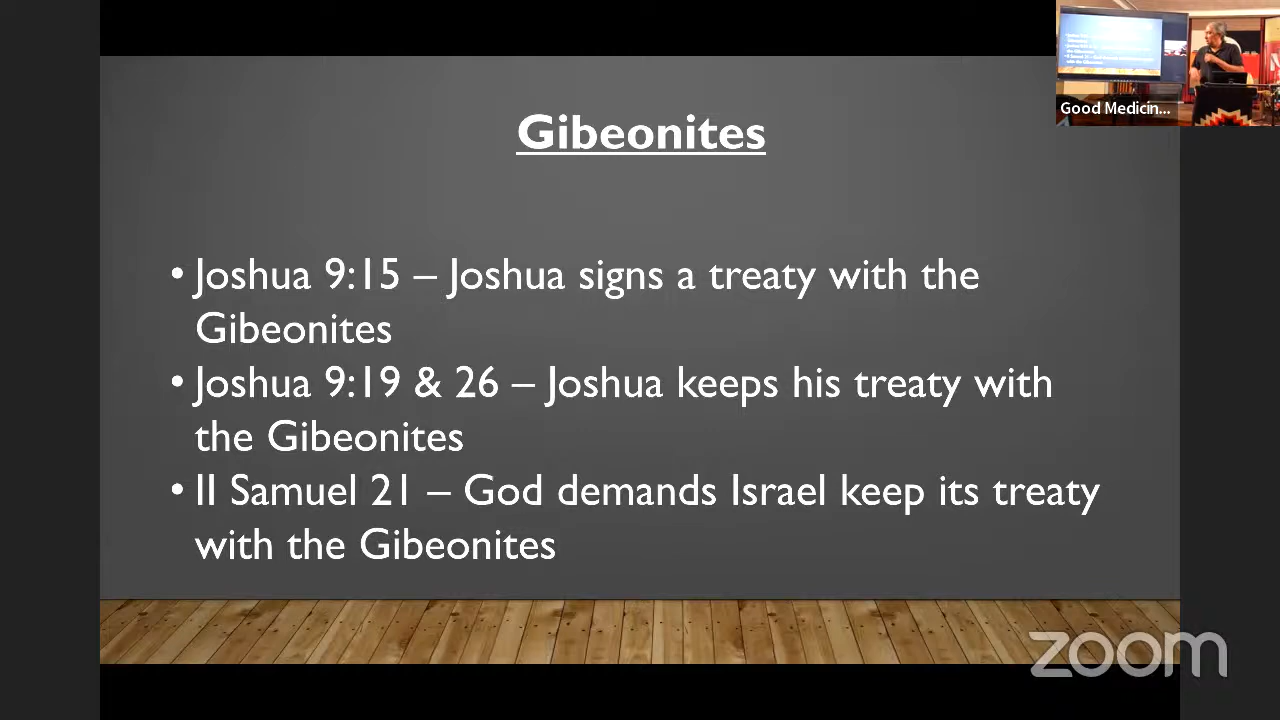 Gibeonites
• Joshua 9:15 – Joshua signs a treaty with the
Gibeonites
• Joshua 9:19 & 26 – Joshua keeps his treaty with
the Gibeonites
• II Samuel 21 – God demands Israel keep its treaty
with the Gibeonites
Good Medicin...
zoom